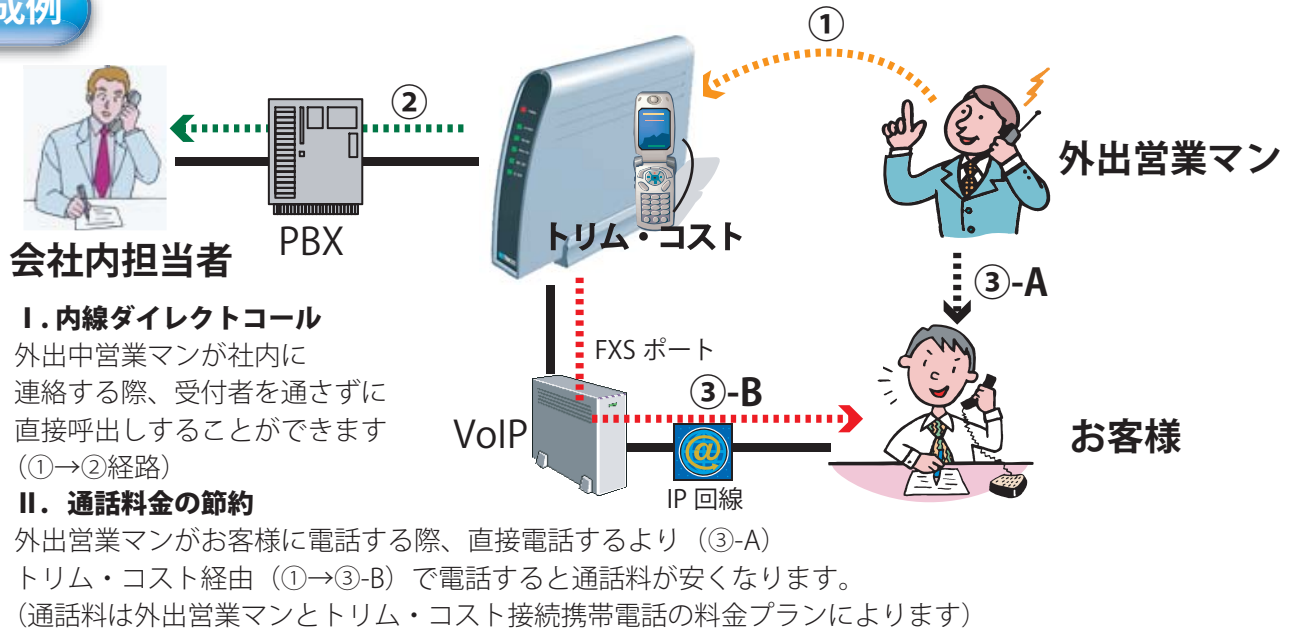 成例
①
②
外出営業マン
PBX
トリム・コスト
会社内担当者
③-A
Ⅰ. 内線ダイレクトコール
外出中営業マンが社内に
連絡する際、受付者を通さずに
直接呼出しすることができます
（①→②経路）
FXS ポート
③-B
VoIP
@
IP 回線
お客様
Ⅱ．通話料金の節約
外出営業マンがお客様に電話する際、直接電話するより（③-A）
トリム・コスト経由（①→③-B）で電話すると通話料が安くなります。
（通話料は外出営業マンとトリム・コスト接続携帯電話の料金プランによります）